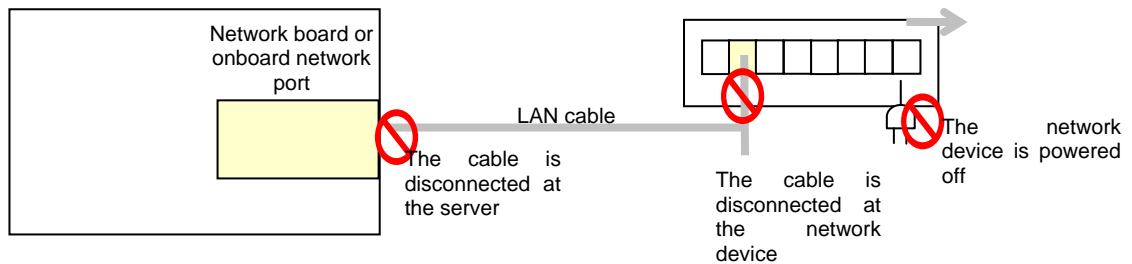 Network board or
onboard network
port
LAN cable
The cable is
disconnected at
the server
The cable is
disconnected at
the network
device
The network
device is powered
off